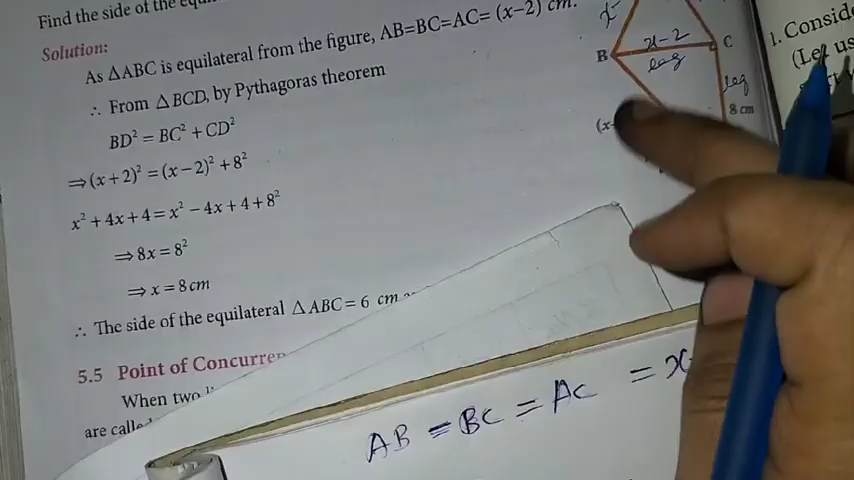 Find the side of the
Solution:
As △ABC is equilateral from the figure, AB=BC=AC= (x−2) cm.
∴ From △BCD, by Pythagoras theorem
BD² = BC² + CD²
⇒ (x+2)² = (x−2)² + 8²
x² + 4x + 4 = x² − 4x + 4 + 8²
⇒ 8x = 8²
⇒ x = 8 cm
∴ The side of the equilateral △ABC = 6 cm
5.5 Point of
When two
are
B
x−2
C
leg
leg
8 cm
1. Consid
(Let us
AB = BC = AC = x